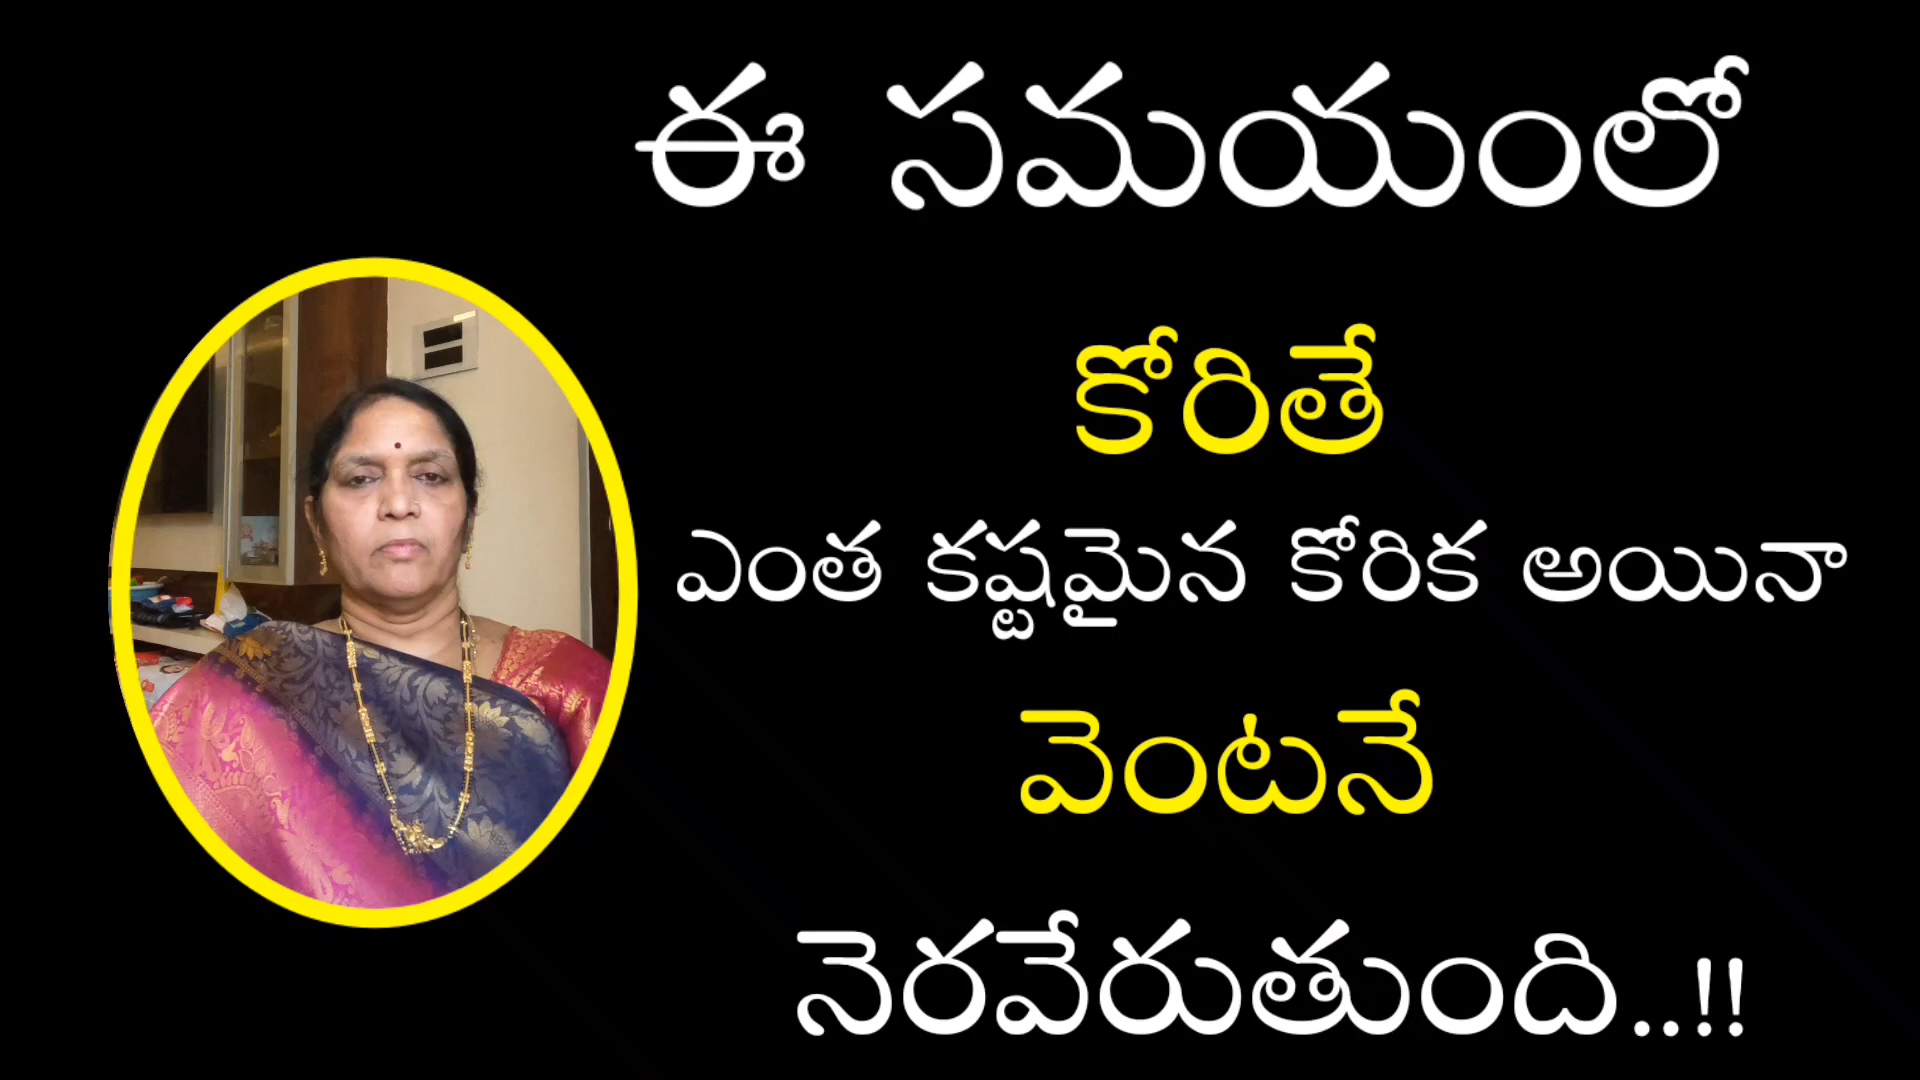 ఈ సమయంలో
కోరితే
ఎంత కష్టమైన కోరిక అయినా
వెంటనే
నెరవేరుతుంది..!!